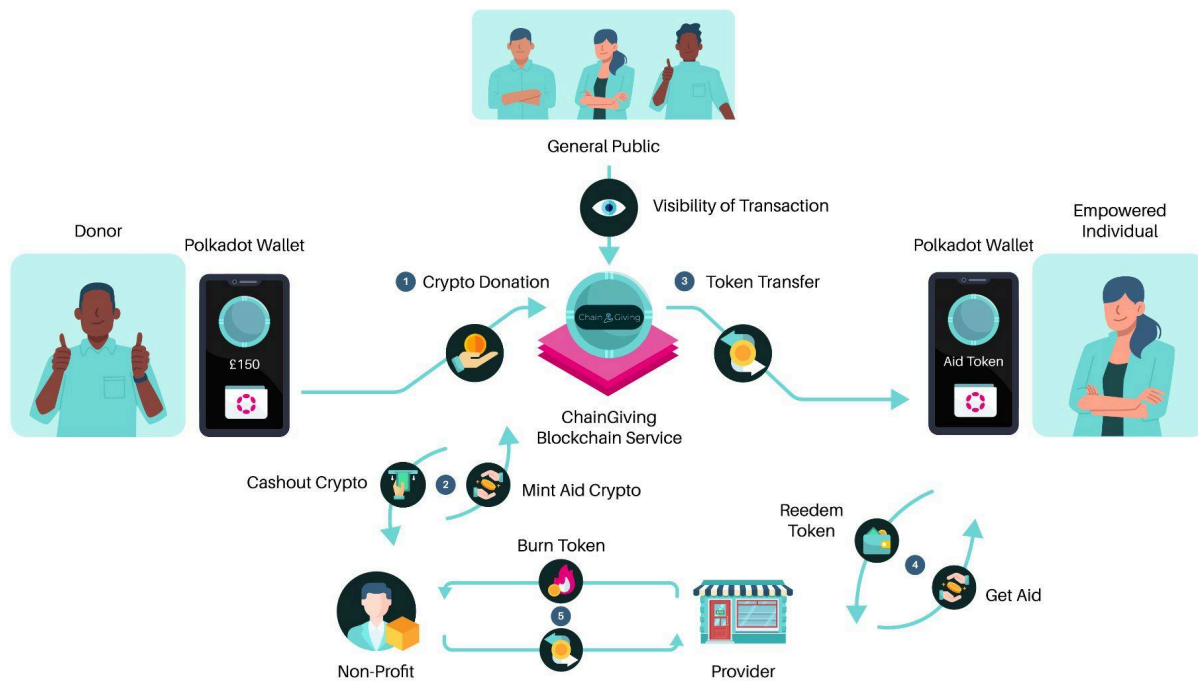 General Public
Visibility of Transaction
Donor
Polkadot Wallet
£150
1 Crypto Donation
Chain Giving
ChainGiving
Blockchain Service
3 Token Transfer
Polkadot Wallet
Aid Token
Empowered
Individual
Cashout Crypto
2
Mint Aid Crypto
Reedem
Token
4
Get Aid
Burn Token
5
Non-Profit
Provider